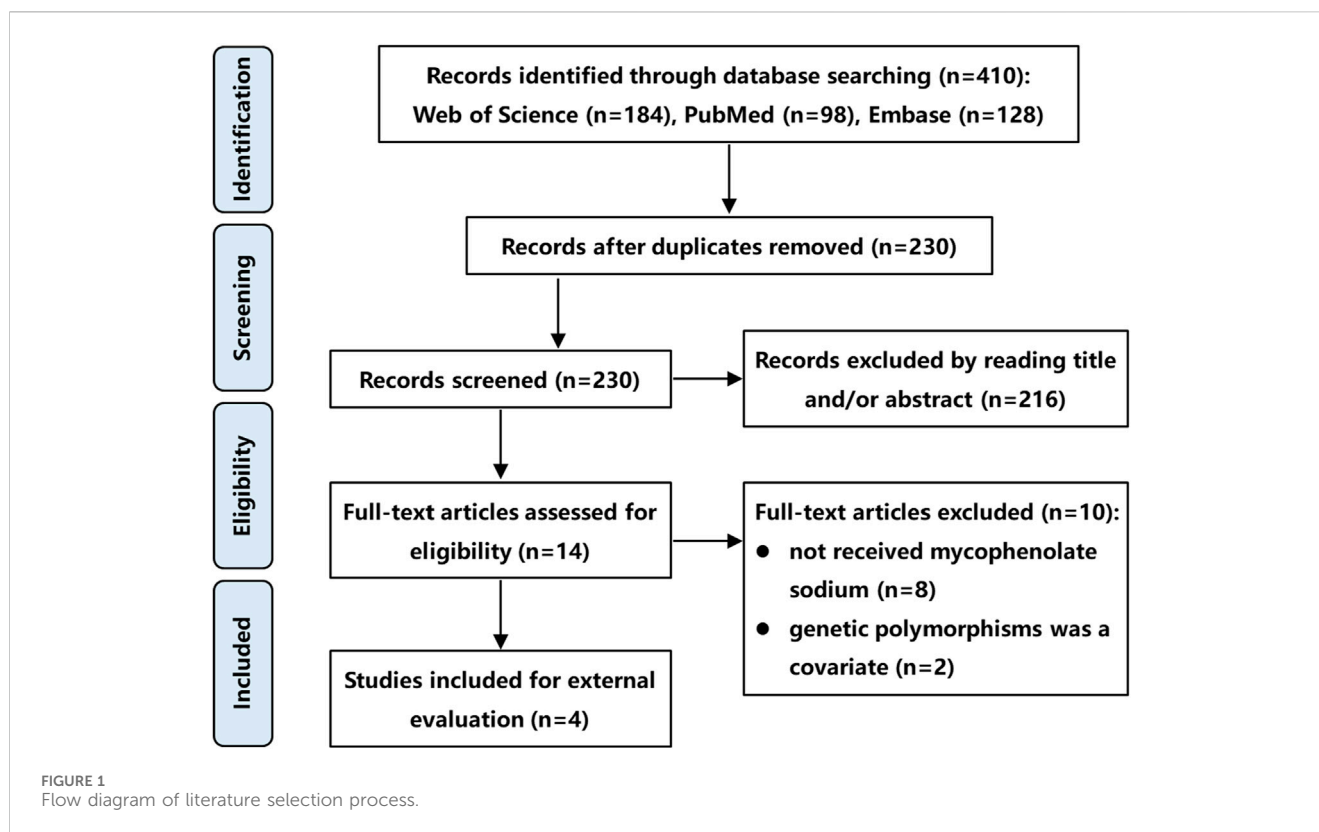 Identification
Records identified through database searching (n=410):
Web of Science (n=184), PubMed (n=98), Embase (n=128)
Screening
Records after duplicates removed (n=230)
Records screened (n=230)
Records excluded by reading title
and/or abstract (n=216)
Eligibility
Full-text articles assessed for
eligibility (n=14)
Full-text articles excluded (n=10):
● not received mycophenolate
sodium (n=8)
● genetic polymorphisms was a
covariate (n=2)
Included
Studies included for external
evaluation (n=4)
FIGURE 1
Flow diagram of literature selection process.